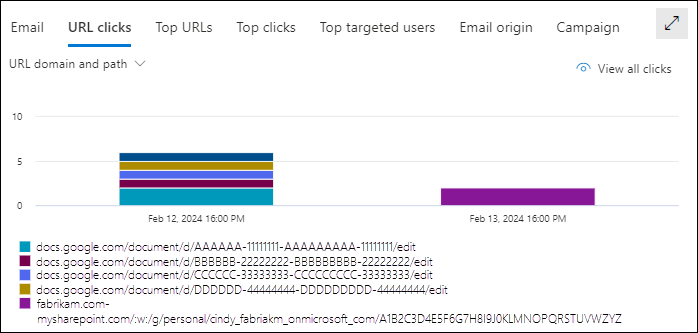 Email URL clicks Top URLs Top clicks Top targeted users Email origin Campaign
URL domain and path
View all clicks
10
5
0
Feb 12, 2024 16:00 PM Feb 13, 2024 16:00 PM
docs.google.com/document/d/AAAAAA-11111111-AAAAAAAAA-11111111/edit
docs.google.com/document/d/BBBBBB-22222222-BBBBBBBBB-22222222/edit
docs.google.com/document/d/CCCCCC-33333333-CCCCCCCCC-33333333/edit
docs.google.com/document/d/DDDDDD-44444444-DDDDDDDDD-44444444/edit
fabrikam.com-
mysharepoint.com/:w:/g/personal/cindy_fabriakm_onmicrosoft_com/A1B2C3D4E5F6G7H8I9J0KLMNOPQRSTUVWZYZ